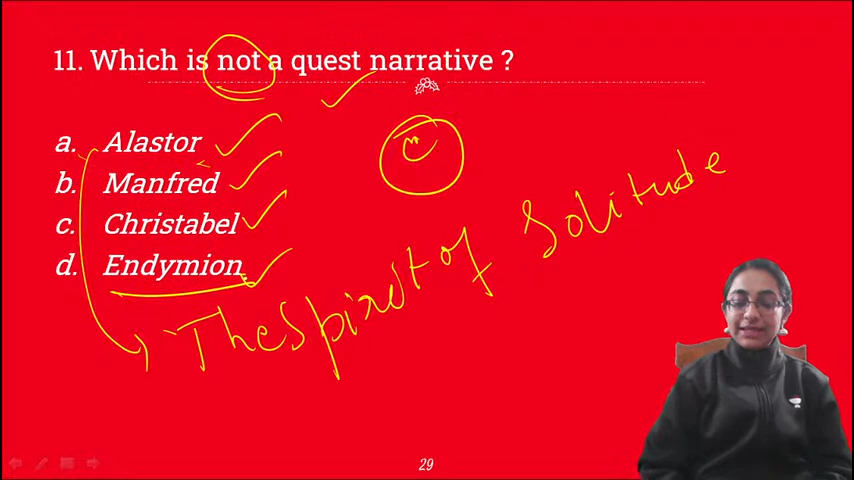 11. Which is not a quest narrative ?
a. Alastor
b. Manfred
c. Christabel
d. Endymion
The Spirit of Solitude
29